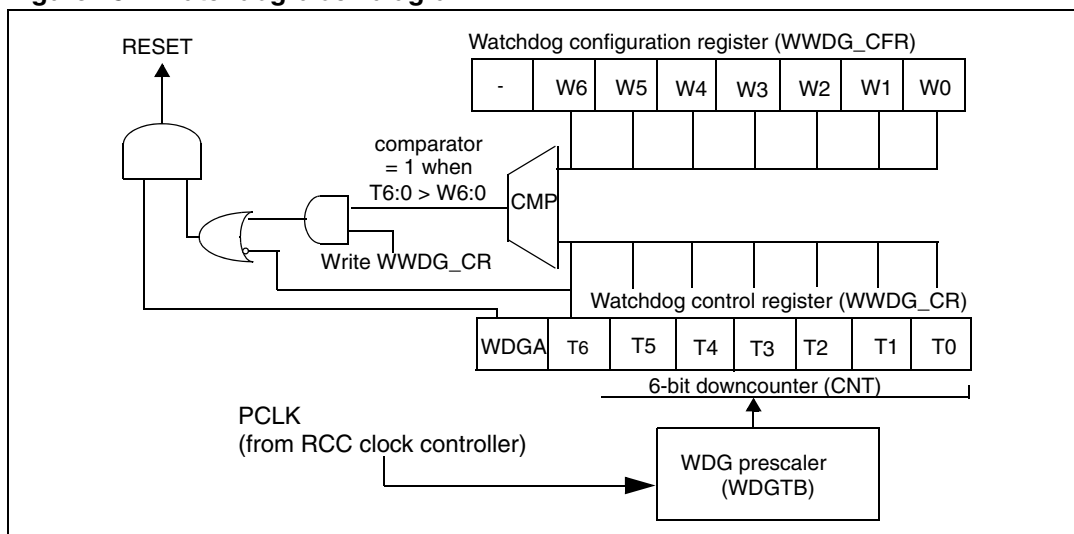 RESET
Watchdog configuration register (WWDG_CFR)
- W6 W5 W4 W3 W2 W1 W0
comparator
= 1 when
T6:0 > W6:0
CMP
Write WWDG_CR
Watchdog control register (WWDG_CR)
WDGA T6 T5 T4 T3 T2 T1 T0
6-bit downcounter (CNT)
PCLK
(from RCC clock controller)
WDG prescaler
(WDGTB)